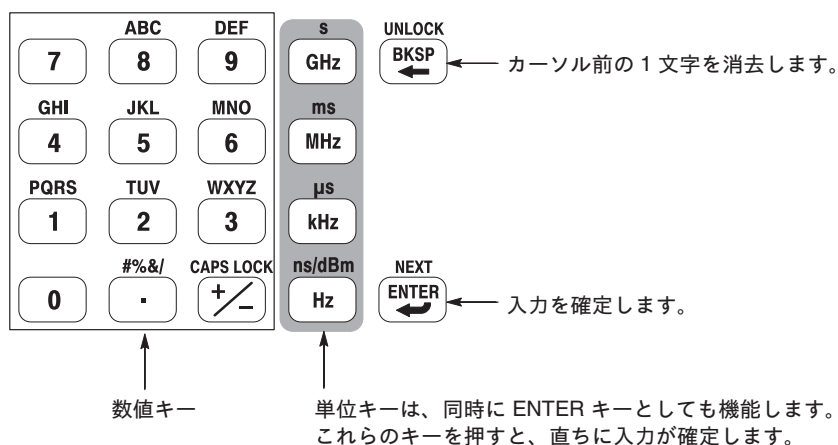 ABC DEF s UNLOCK
7 8 9 GHz BKSP カーソル前の 1 文字を消去します。
GHI JKL MNO ms
4 5 6 MHz
PQRS TUV WXYZ µs
1 2 3 kHz
#%&/ CAPS LOCK ns/dBm NEXT
0 . +/− Hz ENTER 入力を確定します。
数値キー
単位キーは、同時に ENTER キーとしても機能します。
これらのキーを押すと、直ちに入力が確定します。